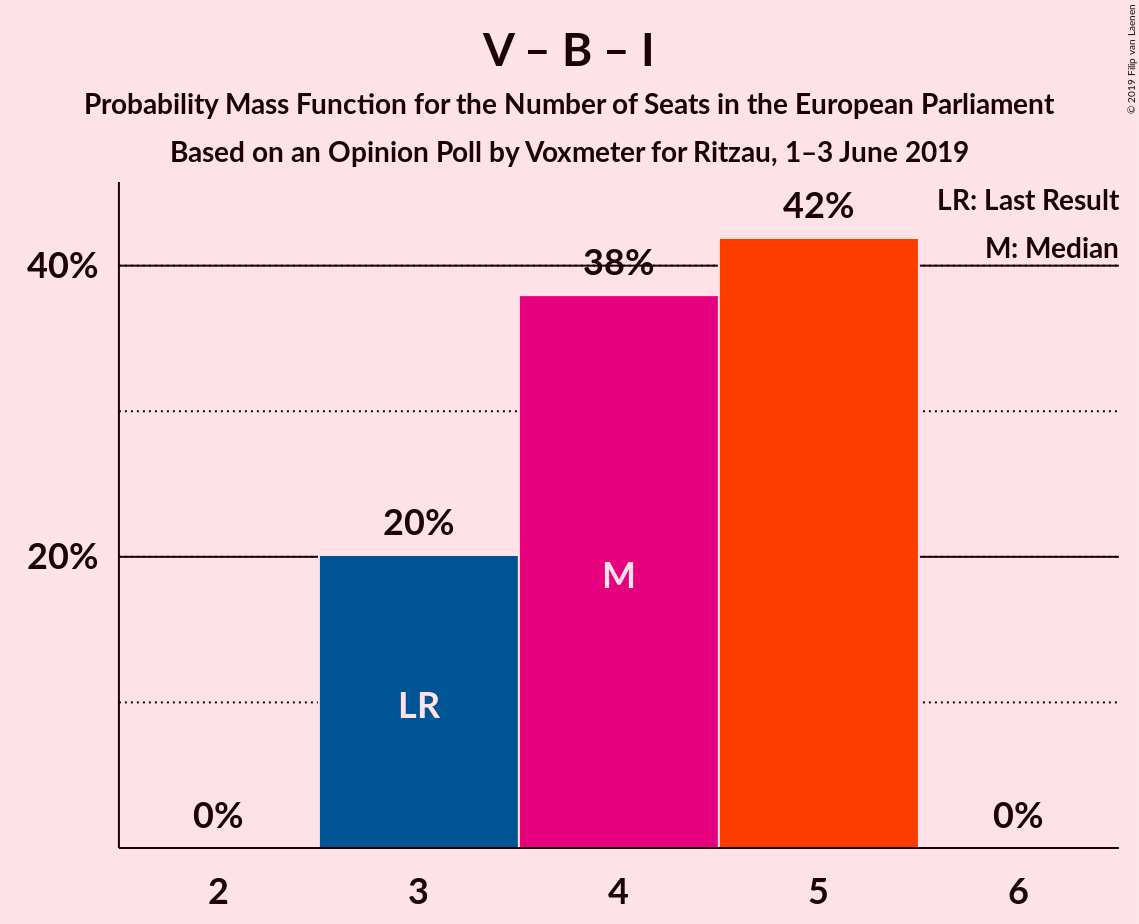 V – B – I
Probability Mass Function for the Number of Seats in the European Parliament
Based on an Opinion Poll by Voxmeter for Ritzau, 1–3 June 2019
© 2019 Filip van Laenen
LR: Last Result
M: Median
42%
40%
38%
20%
20%
M
LR
0%
0%
2
3
4
5
6